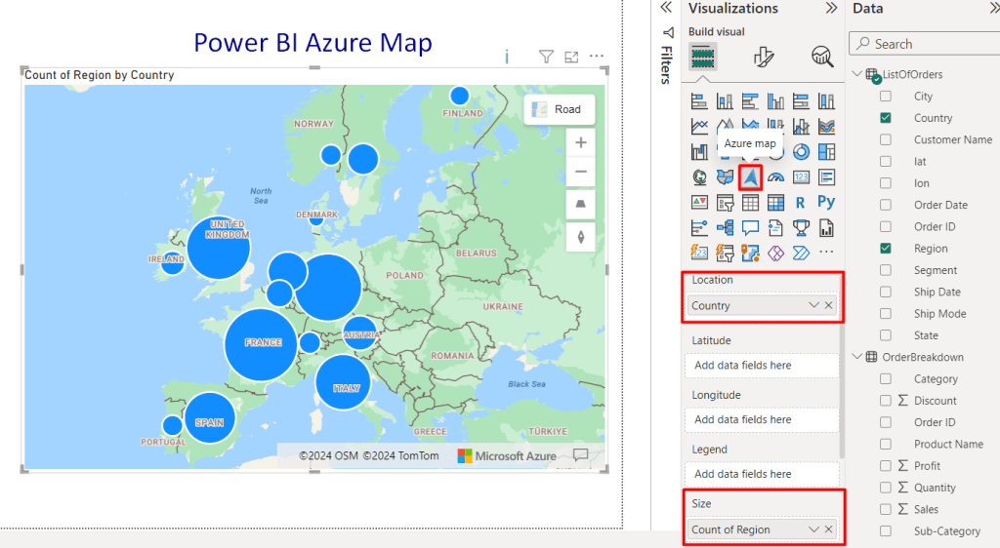 Power BI Azure Map
Count of Region by Country
NORWAY
FINLAND
North
Sea
DENMARK
UNITED
KINGDOM
IRELAND
BELARUS
POLAND
UKRAINE
FRANCE
AUSTRIA
ROMANIA
ITALY
Black Sea
SPAIN
PORTUGAL
GREECE
TÜRKİYE
Road
©2024 OSM ©2024 TomTom
Microsoft Azure
Filters
Visualizations
Build visual
Azure map
123
R
Py
123
Location
Country
Latitude
Add data fields here
Longitude
Add data fields here
Legend
Add data fields here
Size
Count of Region
Data
Search
ListOfOrders
City
Country
Customer Name
lat
lon
Order Date
Order ID
Region
Segment
Ship Date
Ship Mode
State
OrderBreakdown
Category
Discount
Order ID
Product Name
Profit
Quantity
Sales
Sub-Category